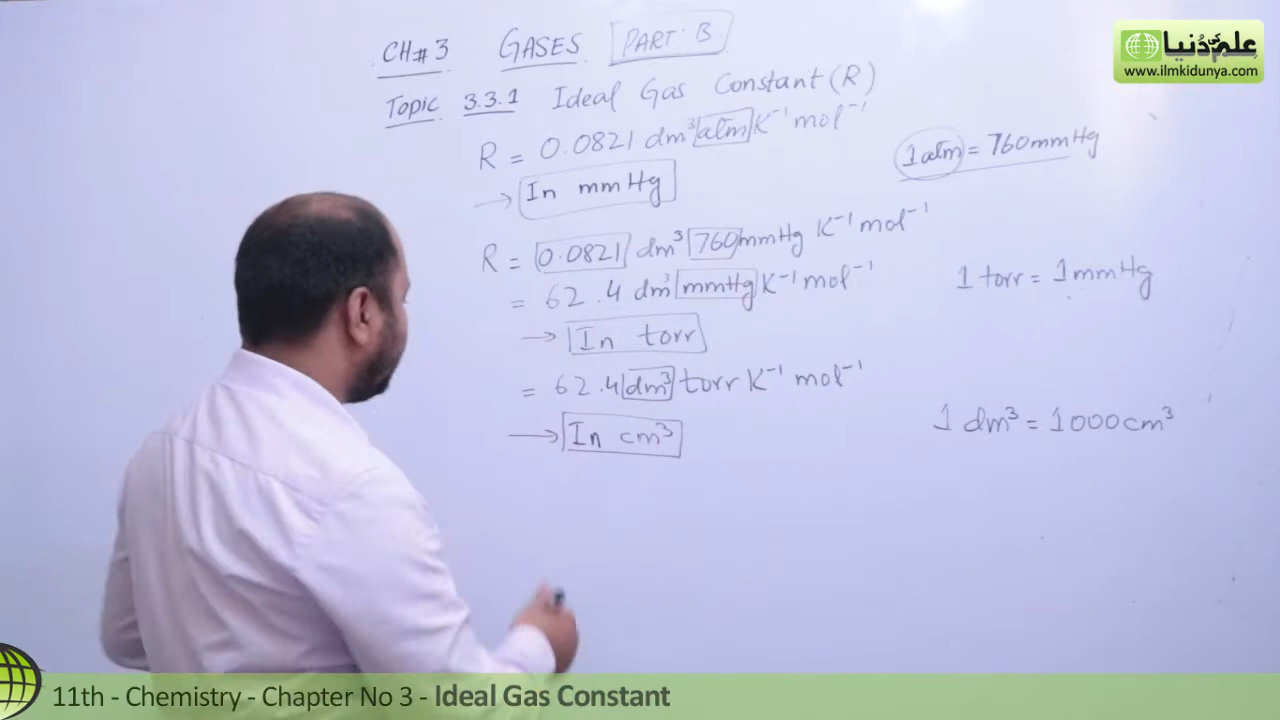 CH#3 GASES PART B
Topic 3.3.1 Ideal Gas Constant (R)
R = 0.0821 dm³ atm K⁻¹ mol⁻¹
→ In mmHg
R = 0.0821 dm³ 760 mmHg K⁻¹ mol⁻¹
= 62.4 dm³ mmHg K⁻¹ mol⁻¹
→ In torr
= 62.4 dm³ torr K⁻¹ mol⁻¹
→ In cm³
1 atm = 760 mmHg
1 torr = 1 mmHg
1 dm³ = 1000 cm³
علم کی دُنیا
www.ilmkidunya.com
11th - Chemistry - Chapter No 3 - Ideal Gas Constant